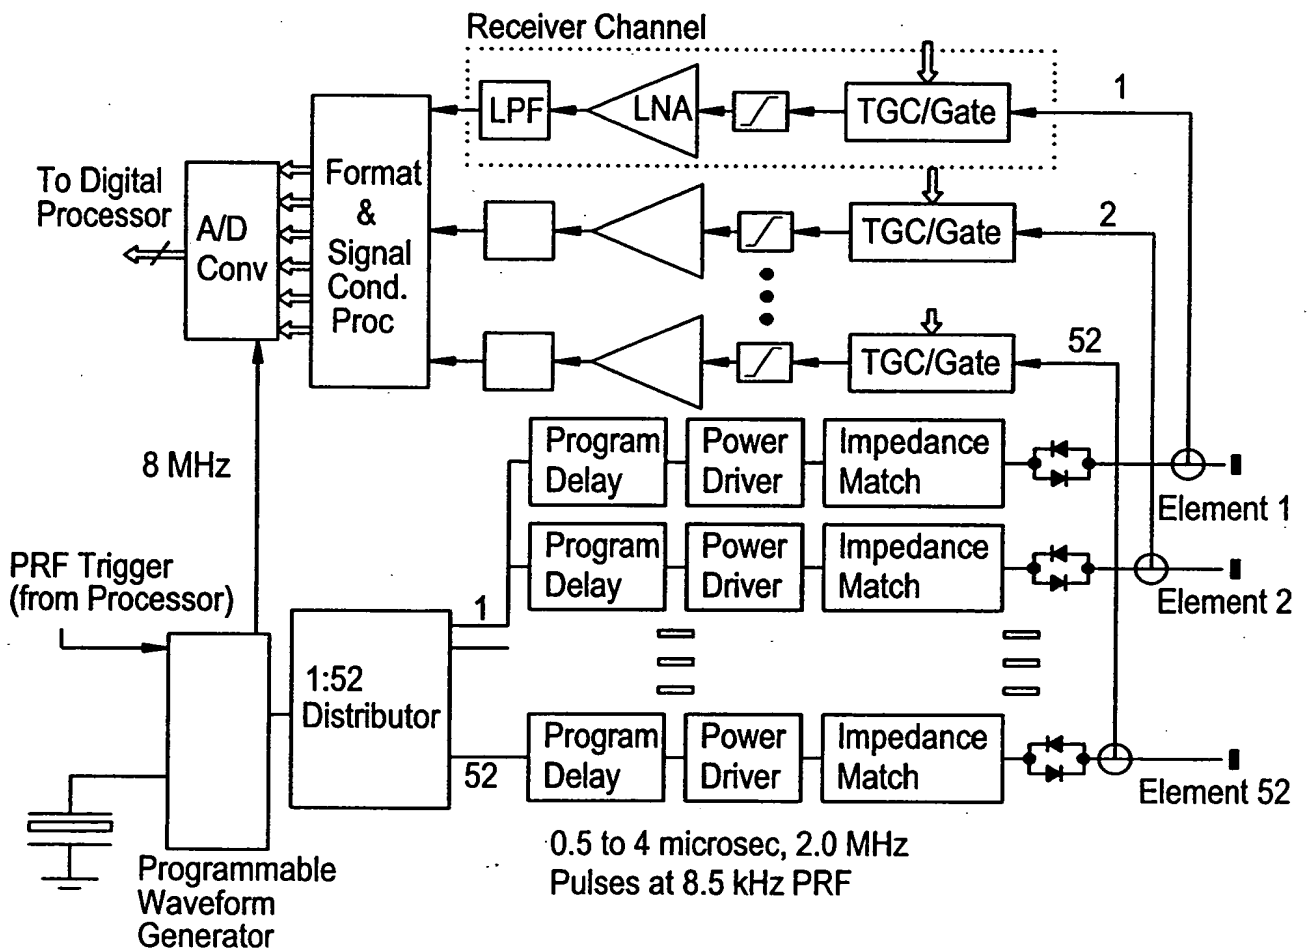 Receiver Channel
LPF
LNA
TGC/Gate
1
To Digital
Processor
A/D
Conv
Format
&
Signal
Cond.
Proc
TGC/Gate
2
TGC/Gate
52
8 MHz
Program
Delay
Power
Driver
Impedance
Match
Element 1
PRF Trigger
(from Processor)
Program
Delay
Power
Driver
Impedance
Match
Element 2
1
1:52
Distributor
52
Program
Delay
Power
Driver
Impedance
Match
Element 52
0.5 to 4 microsec, 2.0 MHz
Pulses at 8.5 kHz PRF
Programmable
Waveform
Generator